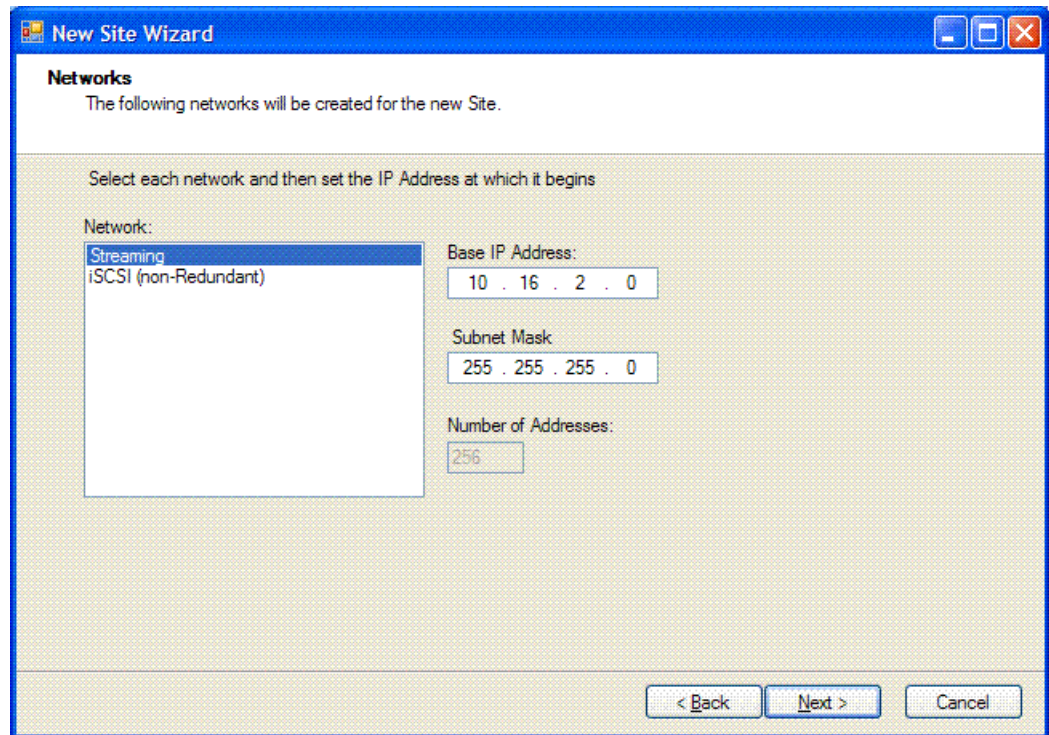 New Site Wizard
Networks
The following networks will be created for the new Site.
Select each network and then set the IP Address at which it begins
Network:
Streaming
iSCSI (non-Redundant)
Base IP Address:
10 . 16 . 2 . 0
Subnet Mask
255 . 255 . 255 . 0
Number of Addresses:
256
< Back
Next >
Cancel